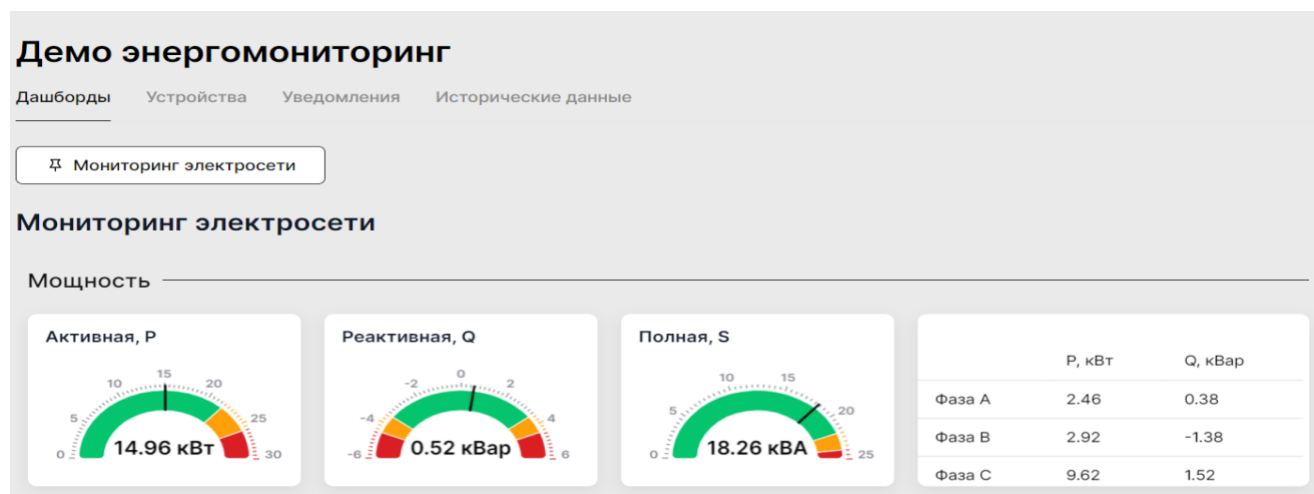 Демо энергомониторинг
Дашборды Устройства Уведомления Исторические данные
Мониторинг электросети
Мониторинг электросети
Мощность
Активная, P
0 5 10 15 20 25 30
14.96 кВт
Реактивная, Q
-6 -4 -2 0 2 4 6
0.52 кВар
Полная, S
0 5 10 15 20 25
18.26 кВА
P, кВт Q, кВар
Фаза A 2.46 0.38
Фаза B 2.92 -1.38
Фаза C 9.62 1.52